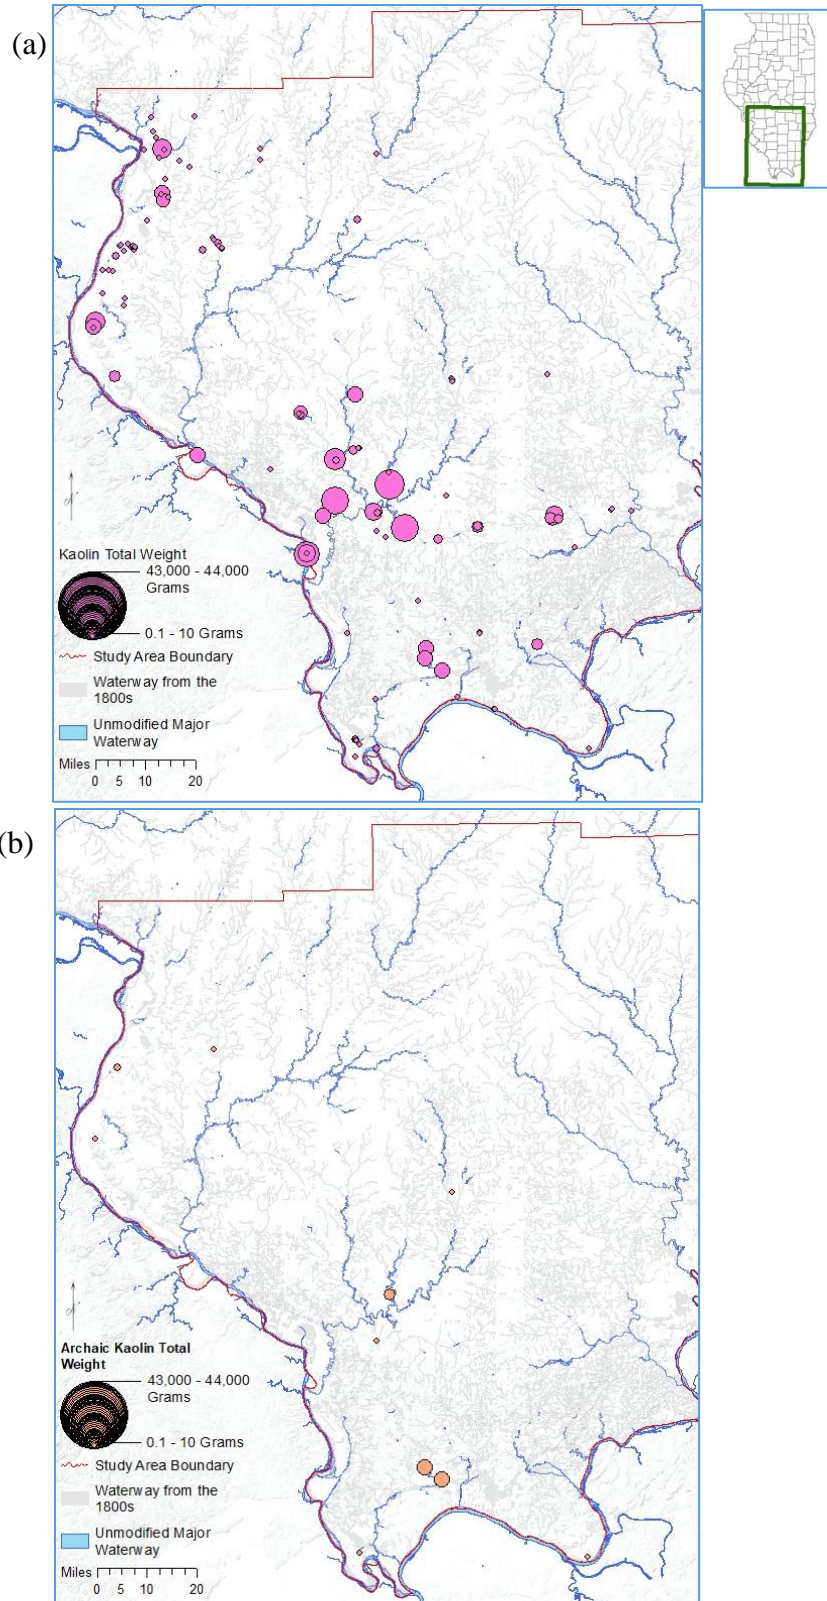 (a)
Kaolin Total Weight
43,000 - 44,000
Grams
0.1 - 10 Grams
Study Area Boundary
Waterway from the
1800s
Unmodified Major
Waterway
Miles
0 5 10 20
(b)
Archaic Kaolin Total
Weight
43,000 - 44,000
Grams
0.1 - 10 Grams
Study Area Boundary
Waterway from the
1800s
Unmodified Major
Waterway
Miles
0 5 10 20